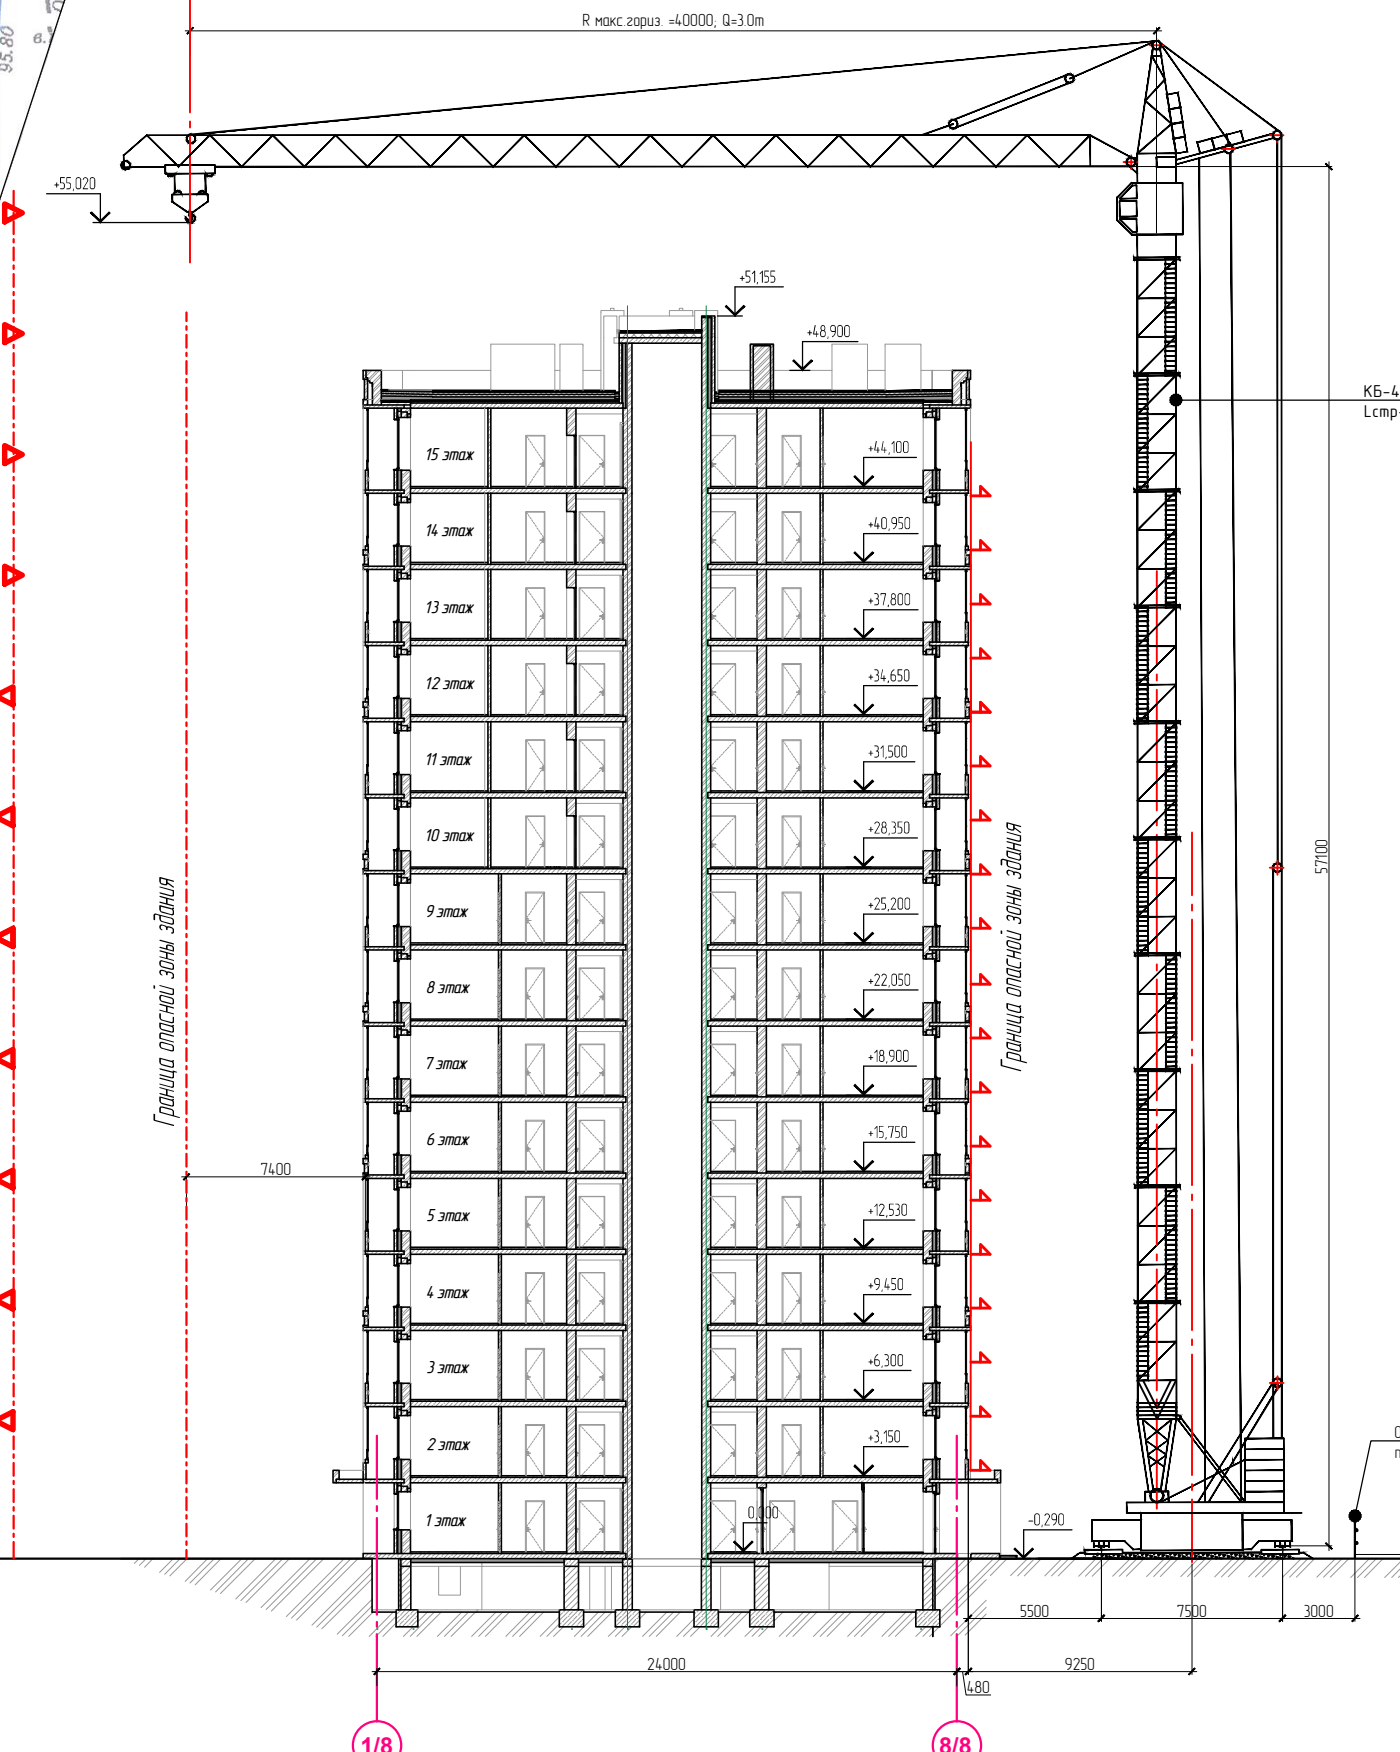 R макс.гориз. =40000; Q=3.0т
95.80
+55,020
+51,155
+48,900
КБ-4
Lстр
15 этаж
+44,100
14 этаж
+40,950
13 этаж
+37,800
12 этаж
+34,650
11 этаж
+31,500
10 этаж
+28,350
9 этаж
+25,200
8 этаж
+22,050
7 этаж
+18,900
6 этаж
+15,750
5 этаж
+12,530
4 этаж
+9,450
3 этаж
+6,300
2 этаж
+3,150
1 этаж
0,000
-0,290
Граница опасной зоны здания
Граница опасной зоны здания
57100
7400
5500
7500
3000
24000
480
9250
1/8
8/8